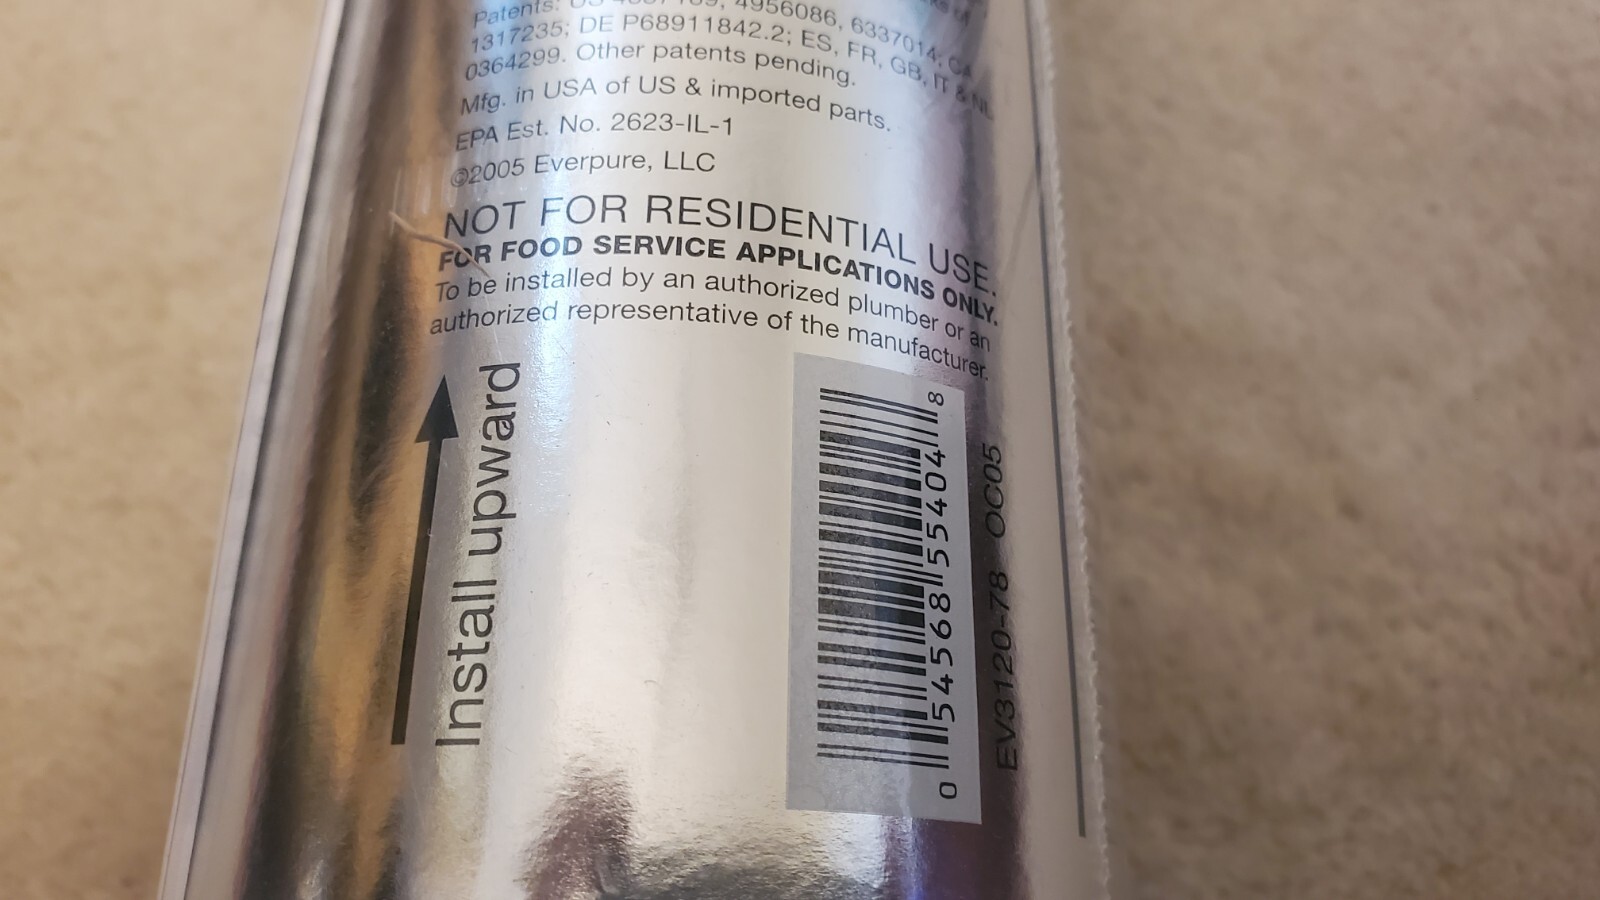 Patents: US 4956086, 6337014; CA
1317235; DE P68911842.2; ES, FR, GB, IT & NL
0364299. Other patents pending.
Mfg. in USA of US & imported parts.
EPA Est. No. 2623-IL-1
©2005 Everpure, LLC
NOT FOR RESIDENTIAL USE.
FOR FOOD SERVICE APPLICATIONS ONLY.
To be installed by an authorized plumber or an
authorized representative of the manufacturer.
Install upward
0 54568 55404 8
EV3120-78 OC05